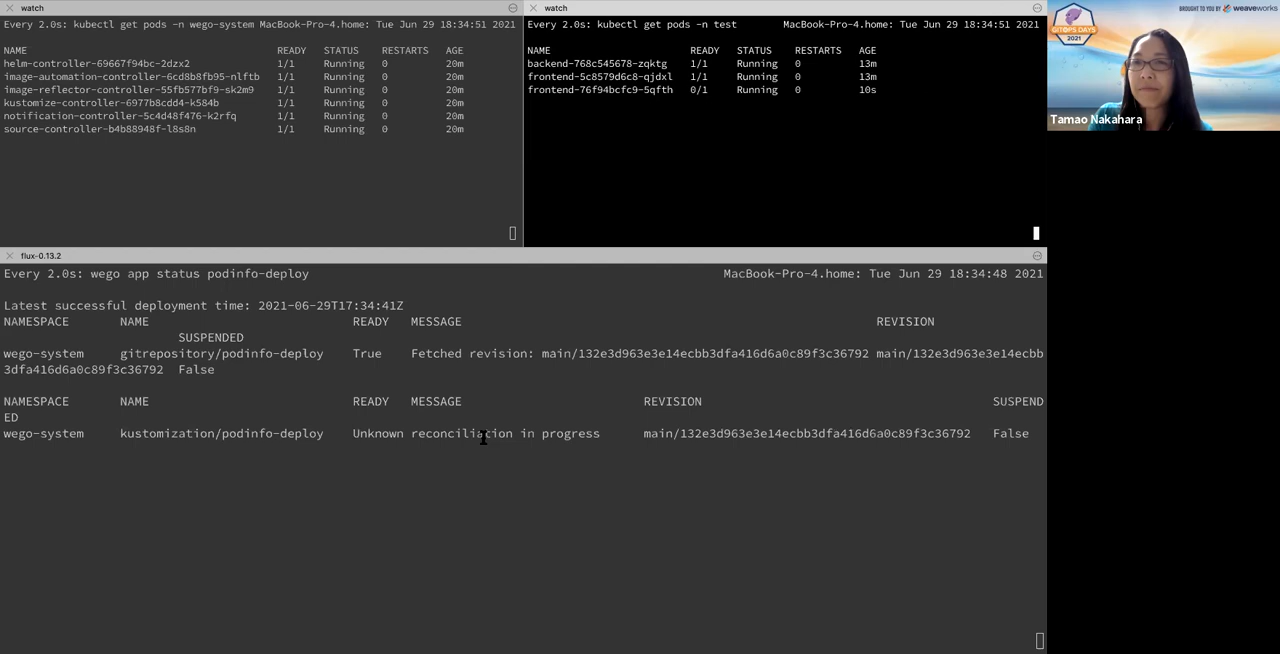 watch
Every 2.0s: kubectl get pods -n wego-system MacBook-Pro-4.home: Tue Jun 29 18:34:51 2021
NAME READY STATUS RESTARTS AGE
helm-controller-69667f94bc-2dzx2 1/1 Running 0 20m
image-automation-controller-6cd8b8fb95-nlftb 1/1 Running 0 20m
image-reflector-controller-55fb577bf9-sk2m9 1/1 Running 0 20m
kustomize-controller-6977b8cdd4-k584b 1/1 Running 0 20m
notification-controller-5c4d48f476-k2rfq 1/1 Running 0 20m
source-controller-b4b88948f-l8s8n 1/1 Running 0 20m
watch
Every 2.0s: kubectl get pods -n test MacBook-Pro-4.home: Tue Jun 29 18:34:51 2021
NAME READY STATUS RESTARTS AGE
backend-768c545678-zqktg 1/1 Running 0 13m
frontend-5c8579d6c8-qjdxl 1/1 Running 0 13m
frontend-76f94bcfc9-5qfth 0/1 Running 0 10s
BROUGHT TO YOU BY weaveworks
GITOPS DAYS
2021
Tamao Nakahara
flux-0.13.2
Every 2.0s: wego app status podinfo-deploy MacBook-Pro-4.home: Tue Jun 29 18:34:48 2021
Latest successful deployment time: 2021-06-29T17:34:41Z
NAMESPACE NAME READY MESSAGE REVISION
SUSPENDED
wego-system gitrepository/podinfo-deploy True Fetched revision: main/132e3d963e3e14ecbb3dfa416d6a0c89f3c36792 main/132e3d963e3e14ecbb
3dfa416d6a0c89f3c36792 False
NAMESPACE NAME READY MESSAGE REVISION SUSPEND
ED
wego-system kustomization/podinfo-deploy Unknown reconciliation in progress main/132e3d963e3e14ecbb3dfa416d6a0c89f3c36792 False